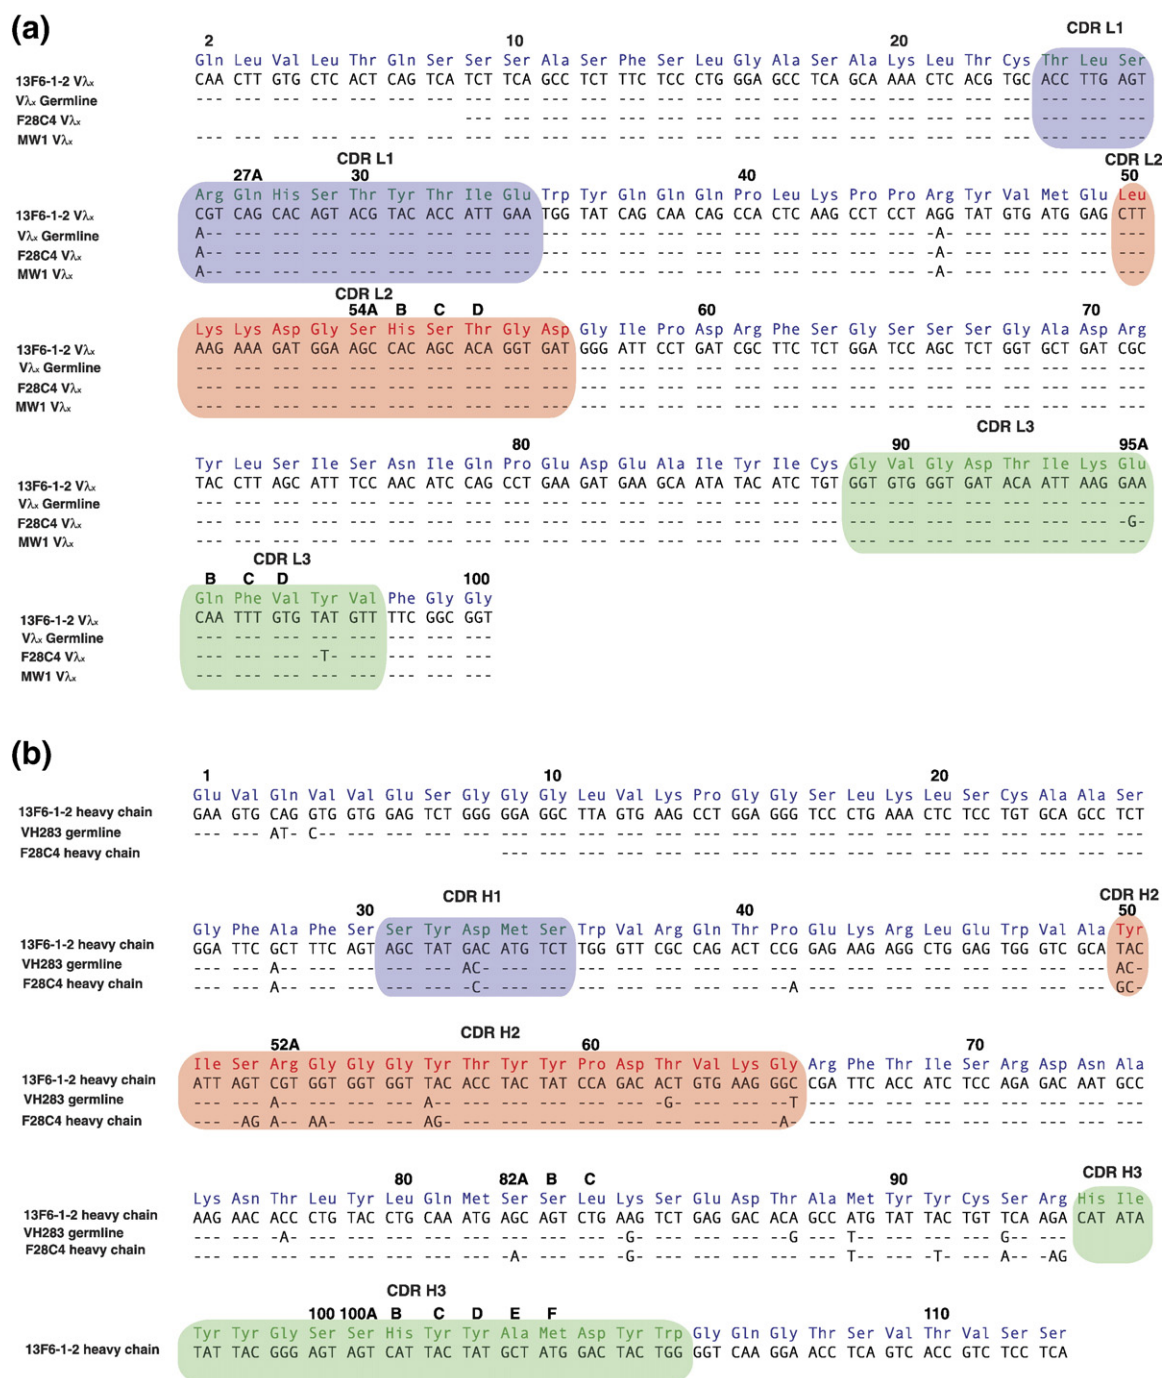 (a)
CDR L1
2 10 20
Gln Leu Val Leu Thr Gln Ser Ser Ser Ala Ser Phe Ser Leu Gly Ala Ser Ala Lys Leu Thr Cys Thr Leu Ser
13F6-1-2 Vλx CAA CTT GTG CTC ACT CAG TCA TCT TCA GCC TCT TTC TCC CTG GGA GCC TCA GCA AAA CTC ACG TGC ACC TTG AGT
Vλx Germline --- --- --- --- --- --- --- --- --- --- --- --- --- --- --- --- --- --- --- --- --- --- --- --- ---
F28C4 Vλx --- --- --- --- --- --- --- --- --- --- --- --- --- --- --- --- --- ---
MW1 Vλx --- --- --- --- --- --- --- --- --- --- --- --- --- --- --- --- --- --- --- --- --- --- --- --- ---
CDR L1 CDR L2
27A 30 40 50
Arg Gln His Ser Thr Tyr Thr Ile Glu Trp Tyr Gln Gln Gln Pro Leu Lys Pro Pro Arg Tyr Val Met Glu Leu
13F6-1-2 Vλx CGT CAG CAC AGT ACG TAC ACC ATT GAA TGG TAT CAG CAA CAG CCA CTC AAG CCT CCT AGG TAT GTG ATG GAG CTT
Vλx Germline A-- --- --- --- --- --- --- --- --- --- --- --- --- --- --- --- --- --- --- -A- --- --- --- --- ---
F28C4 Vλx A-- --- --- --- --- --- --- --- --- --- --- --- --- --- --- --- --- --- --- -A- --- --- --- --- ---
MW1 Vλx A-- --- --- --- --- --- --- --- --- --- --- --- --- --- --- --- --- --- --- -A- --- --- --- --- ---
CDR L2
54A B C D 60 70
Lys Lys Asp Gly Ser His Ser Thr Gly Asp Gly Ile Pro Asp Arg Phe Ser Gly Ser Ser Ser Gly Ala Asp Arg
13F6-1-2 Vλx AAG AAA GAT GGA AGC CAC AGC ACA GGT GAT GGG ATT CCT GAT CGC TTC TCT GGA TCC AGC TCT GGT GCT GAT CGC
Vλx Germline --- --- --- --- --- --- --- --- --- --- --- --- --- --- --- --- --- --- --- --- --- --- --- --- ---
F28C4 Vλx --- --- --- --- --- --- --- --- --- --- --- --- --- --- --- --- --- --- --- --- --- --- --- --- ---
MW1 Vλx --- --- --- --- --- --- --- --- --- --- --- --- --- --- --- --- --- --- --- --- --- --- --- --- ---
CDR L3
80 90 95A
Tyr Leu Ser Ile Ser Asn Ile Gln Pro Glu Asp Glu Ala Ile Tyr Ile Cys Gly Val Gly Asp Thr Ile Lys Glu
13F6-1-2 Vλx TAC CTT AGC ATT TCC AAC ATC CAG CCT GAA GAT GAA GCA ATA TAC ATC TGT GGT GTG GGT GAT ACA ATT AAG GAA
Vλx Germline --- --- --- --- --- --- --- --- --- --- --- --- --- --- --- --- --- --- --- --- --- --- --- --- ---
F28C4 Vλx --- --- --- --- --- --- --- --- --- --- --- --- --- --- --- --- --- --- --- --- --- --- --- --- -G-
MW1 Vλx --- --- --- --- --- --- --- --- --- --- --- --- --- --- --- --- --- --- --- --- --- --- --- --- ---
CDR L3
B C D 100
Gln Phe Val Tyr Val Phe Gly Gly
13F6-1-2 Vλx CAA TTT GTG TAT GTT TTC GGC GGT
Vλx Germline --- --- --- --- --- --- --- ---
F28C4 Vλx --- --- --- -T- --- --- --- ---
MW1 Vλx --- --- --- --- --- --- --- ---
(b)
1 10 20
Glu Val Gln Val Val Glu Ser Gly Gly Gly Leu Val Lys Pro Gly Gly Ser Leu Lys Leu Ser Cys Ala Ala Ser
13F6-1-2 heavy chain GAA GTG CAG GTG GTG GAG TCT GGG GGA GGC TTA GTG AAG CCT GGA GGG TCC CTG AAA CTC TCC TGT GCA GCC TCT
VH283 germline --- --- AT- C-- --- --- --- --- --- --- --- --- --- --- --- --- --- --- --- --- --- --- --- --- ---
F28C4 heavy chain --- --- --- --- --- --- --- --- --- --- --- --- --- --- --- --- ---
CDR H1 CDR H2
30 40 50
Gly Phe Ala Phe Ser Ser Tyr Asp Met Ser Trp Val Arg Gln Thr Pro Glu Lys Arg Leu Glu Trp Val Ala Tyr
13F6-1-2 heavy chain GGA TTC GCT TTC AGT AGC TAT GAC ATG TCT TGG GTT CGC CAG ACT CCG GAG AAG AGG CTG GAG TGG GTC GCA TAC
VH283 germline --- --- A-- --- --- --- --- AC- --- --- --- --- --- --- --- --- --- --- --- --- --- --- --- --- AC-
F28C4 heavy chain --- --- A-- --- --- --- --- -C- --- --- --- --- --- --- --- --A --- --- --- --- --- --- --- --- GC-
CDR H2
52A 60 70
Ile Ser Arg Gly Gly Gly Tyr Thr Tyr Tyr Pro Asp Thr Val Lys Gly Arg Phe Thr Ile Ser Arg Asp Asn Ala
13F6-1-2 heavy chain ATT AGT CGT GGT GGT GGT TAC ACC TAC TAT CCA GAC ACT GTG AAG GGC CGA TTC ACC ATC TCC AGA GAC AAT GCC
VH283 germline --- --- A-- --- --- --- A-- --- --- --- --- --- -G- --- --- --T --- --- --- --- --- --- --- --- ---
F28C4 heavy chain --- -AG A-- AA- --- --- AG- --- --- --- --- --- --- --- --- -A- --- --- --- --- --- --- --- --- ---
CDR H3
80 82A B C 90
Lys Asn Thr Leu Tyr Leu Gln Met Ser Ser Leu Lys Ser Glu Asp Thr Ala Met Tyr Tyr Cys Ser Arg His Ile
13F6-1-2 heavy chain AAG AAC ACC CTG TAC CTG CAA ATG AGC AGT CTG AAG TCT GAG GAC ACA GCC ATG TAT TAC TGT TCA AGA CAT ATA
VH283 germline --- --- --A --- --- --- --- --- --- --- --- -G- --- --- --- --G --- T-- --- --- --- G-- ---
F28C4 heavy chain --- --- --- --- --- --- --- --- -A- --- --- -G- --- --- --- --- --- T-- --- -T- --- A-- -AG
CDR H3
100 100A B C D E F 110
Tyr Tyr Gly Ser Ser His Tyr Tyr Ala Met Asp Tyr Trp Gly Gln Gly Thr Ser Val Thr Val Ser Ser
13F6-1-2 heavy chain TAT TAC GGG AGT AGT CAT TAC TAT GCT ATG GAC TAC TGG GGT CAA GGA ACC TCA GTC ACC GTC TCC TCA